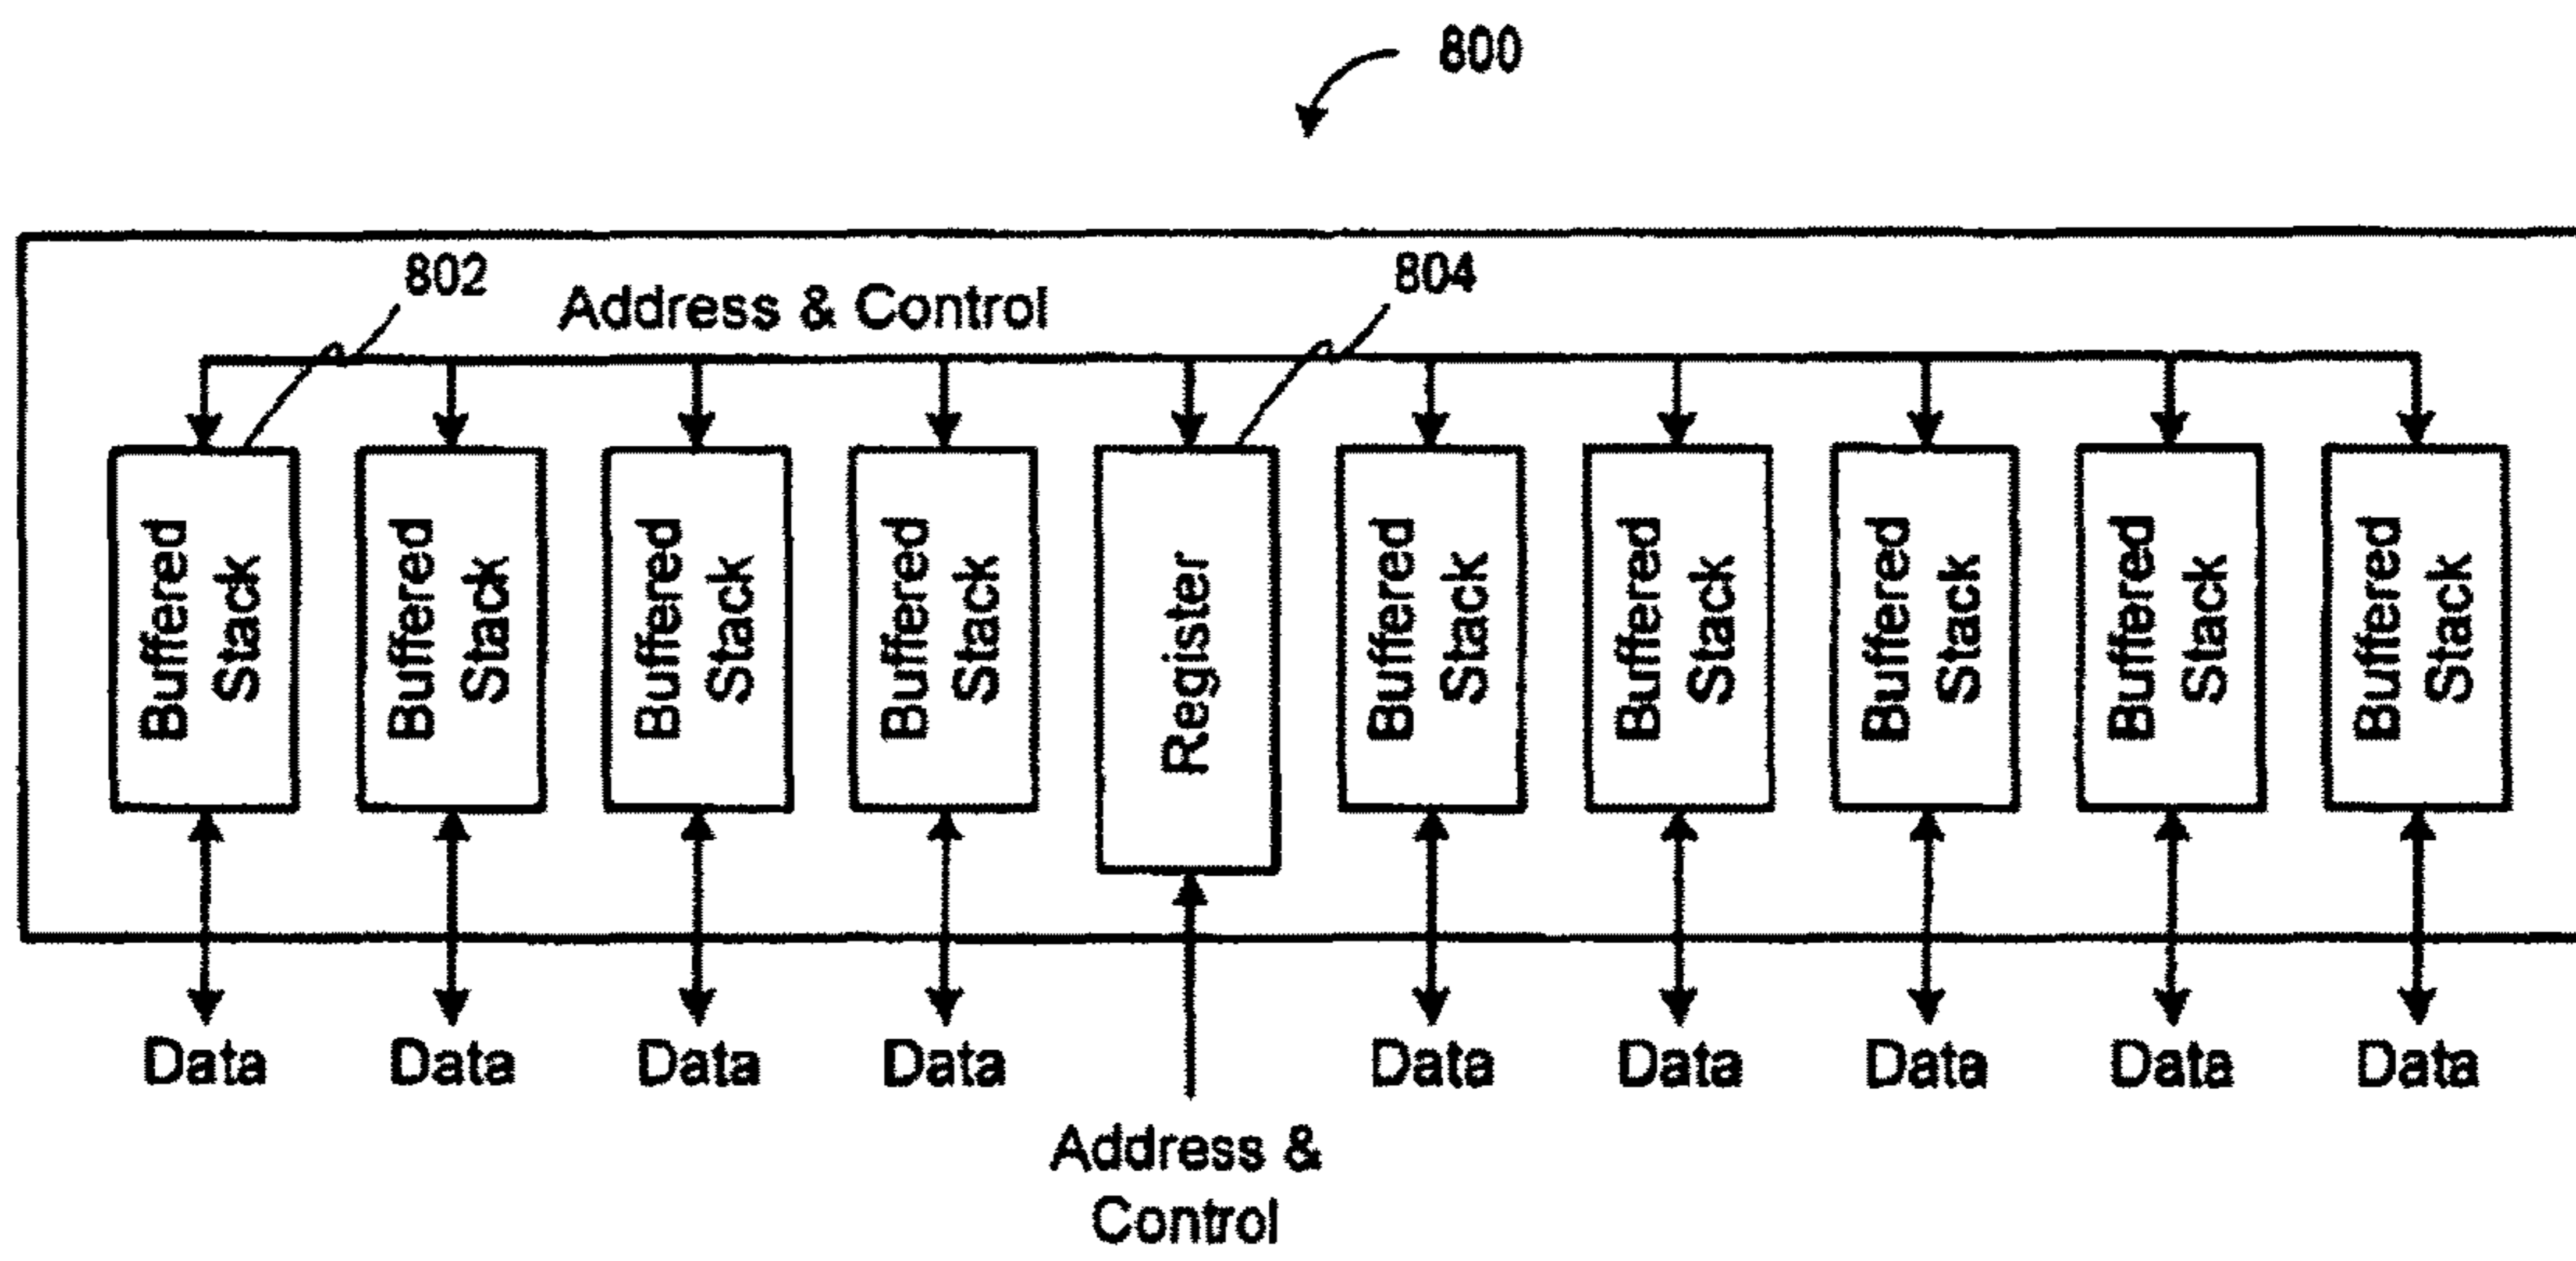 800
802
Address & Control
804
Buffered
Stack
Buffered
Stack
Buffered
Stack
Buffered
Stack
Register
Buffered
Stack
Buffered
Stack
Buffered
Stack
Buffered
Stack
Buffered
Stack
Data
Data
Data
Data
Data
Data
Data
Data
Data
Address &
Control